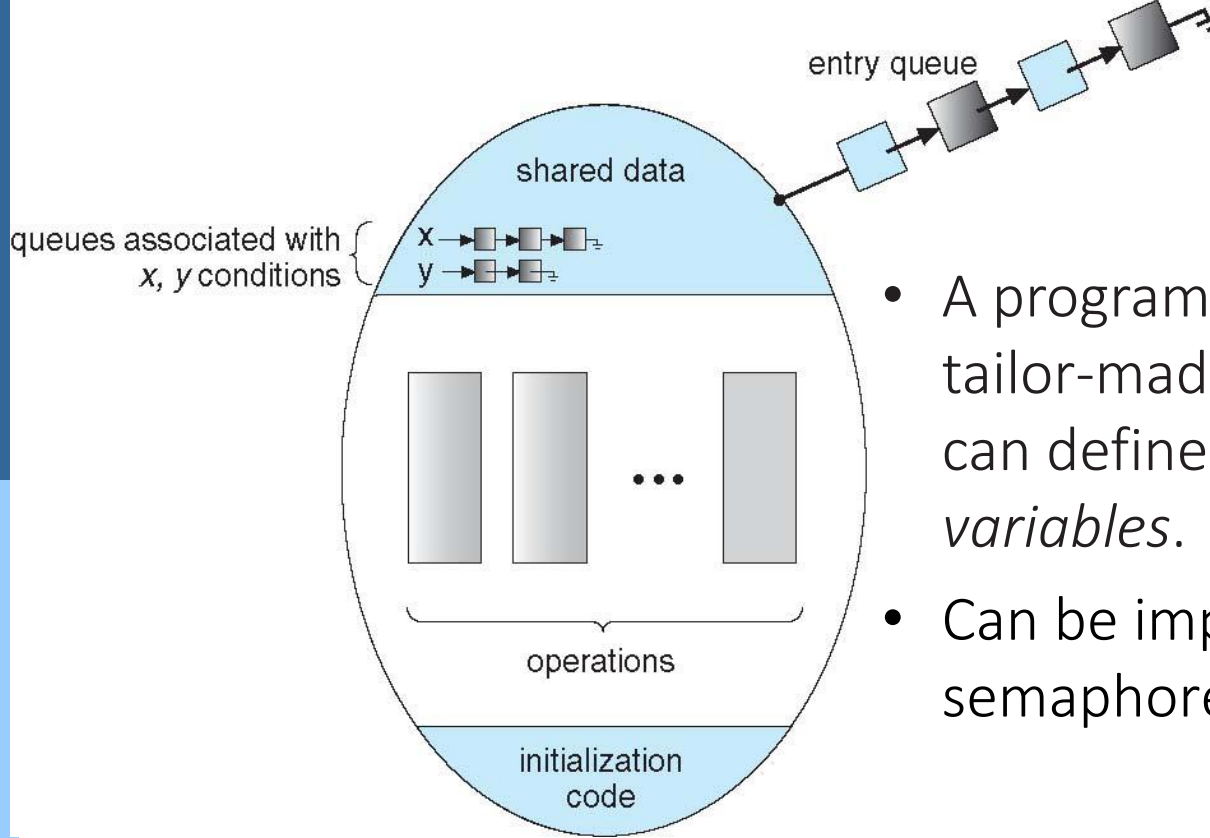 entry queue
shared data
queues associated with
x, y conditions
x
y
• A program
tailor-mad
can define
variables.
• Can be imp
semaphore
...
operations
initialization
code